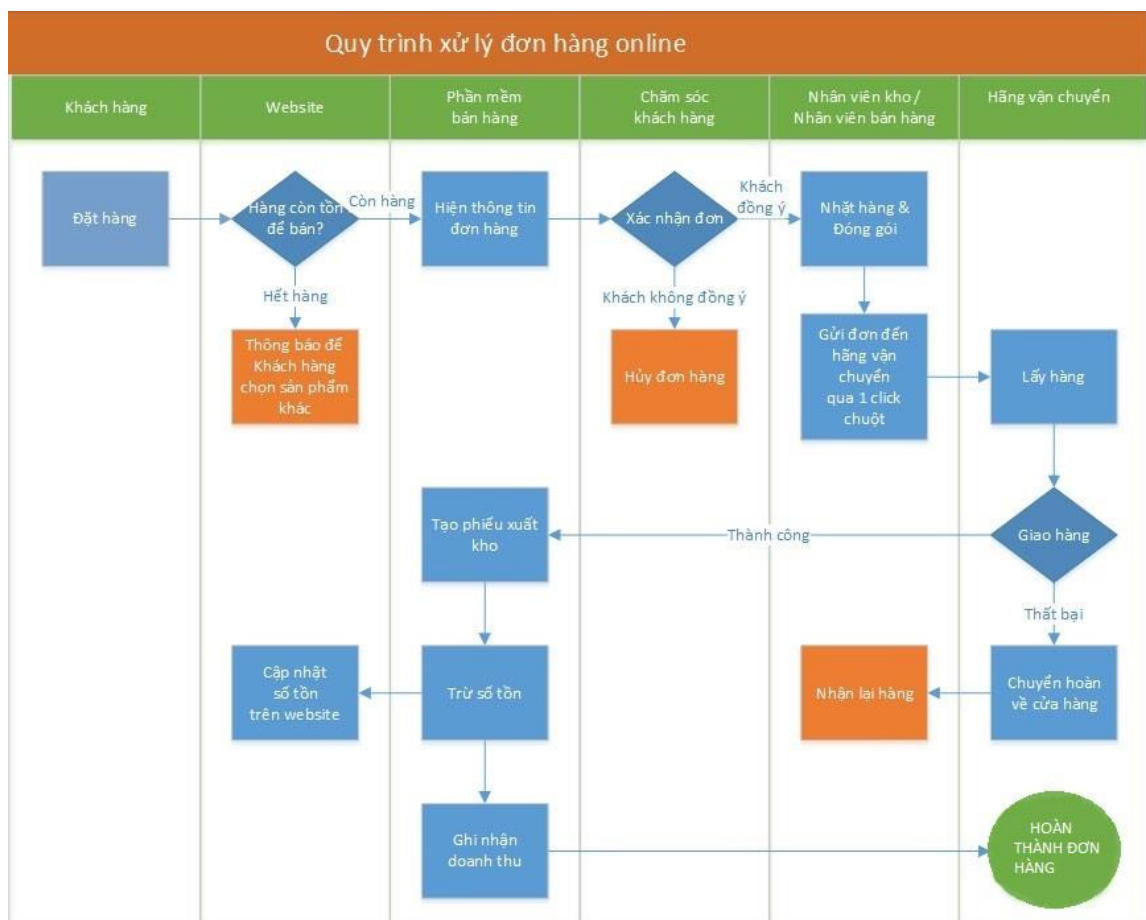 Quy trình xử lý đơn hàng online
Khách hàng
Website
Phần mềm
bán hàng
Chăm sóc
khách hàng
Nhân viên kho /
Nhân viên bán hàng
Hãng vận chuyển
Đặt hàng
Hàng còn tồn
để bán?
Còn hàng
Hiện thông tin
đơn hàng
Xác nhận đơn
Khách
đồng ý
Nhặt hàng &
Đóng gói
Hết hàng
Khách không đồng ý
Thông báo để
Khách hàng
chọn sản phẩm
khác
Hủy đơn hàng
Gửi đơn đến
hãng vận
chuyển
qua 1 click
chuột
Lấy hàng
Tạo phiếu xuất
kho
Thành công
Giao hàng
Thất bại
Cập nhật
số tồn
trên website
Trừ số tồn
Nhận lại hàng
Chuyển hoàn
về cửa hàng
Ghi nhận
doanh thu
HOÀN
THÀNH ĐƠN
HÀNG